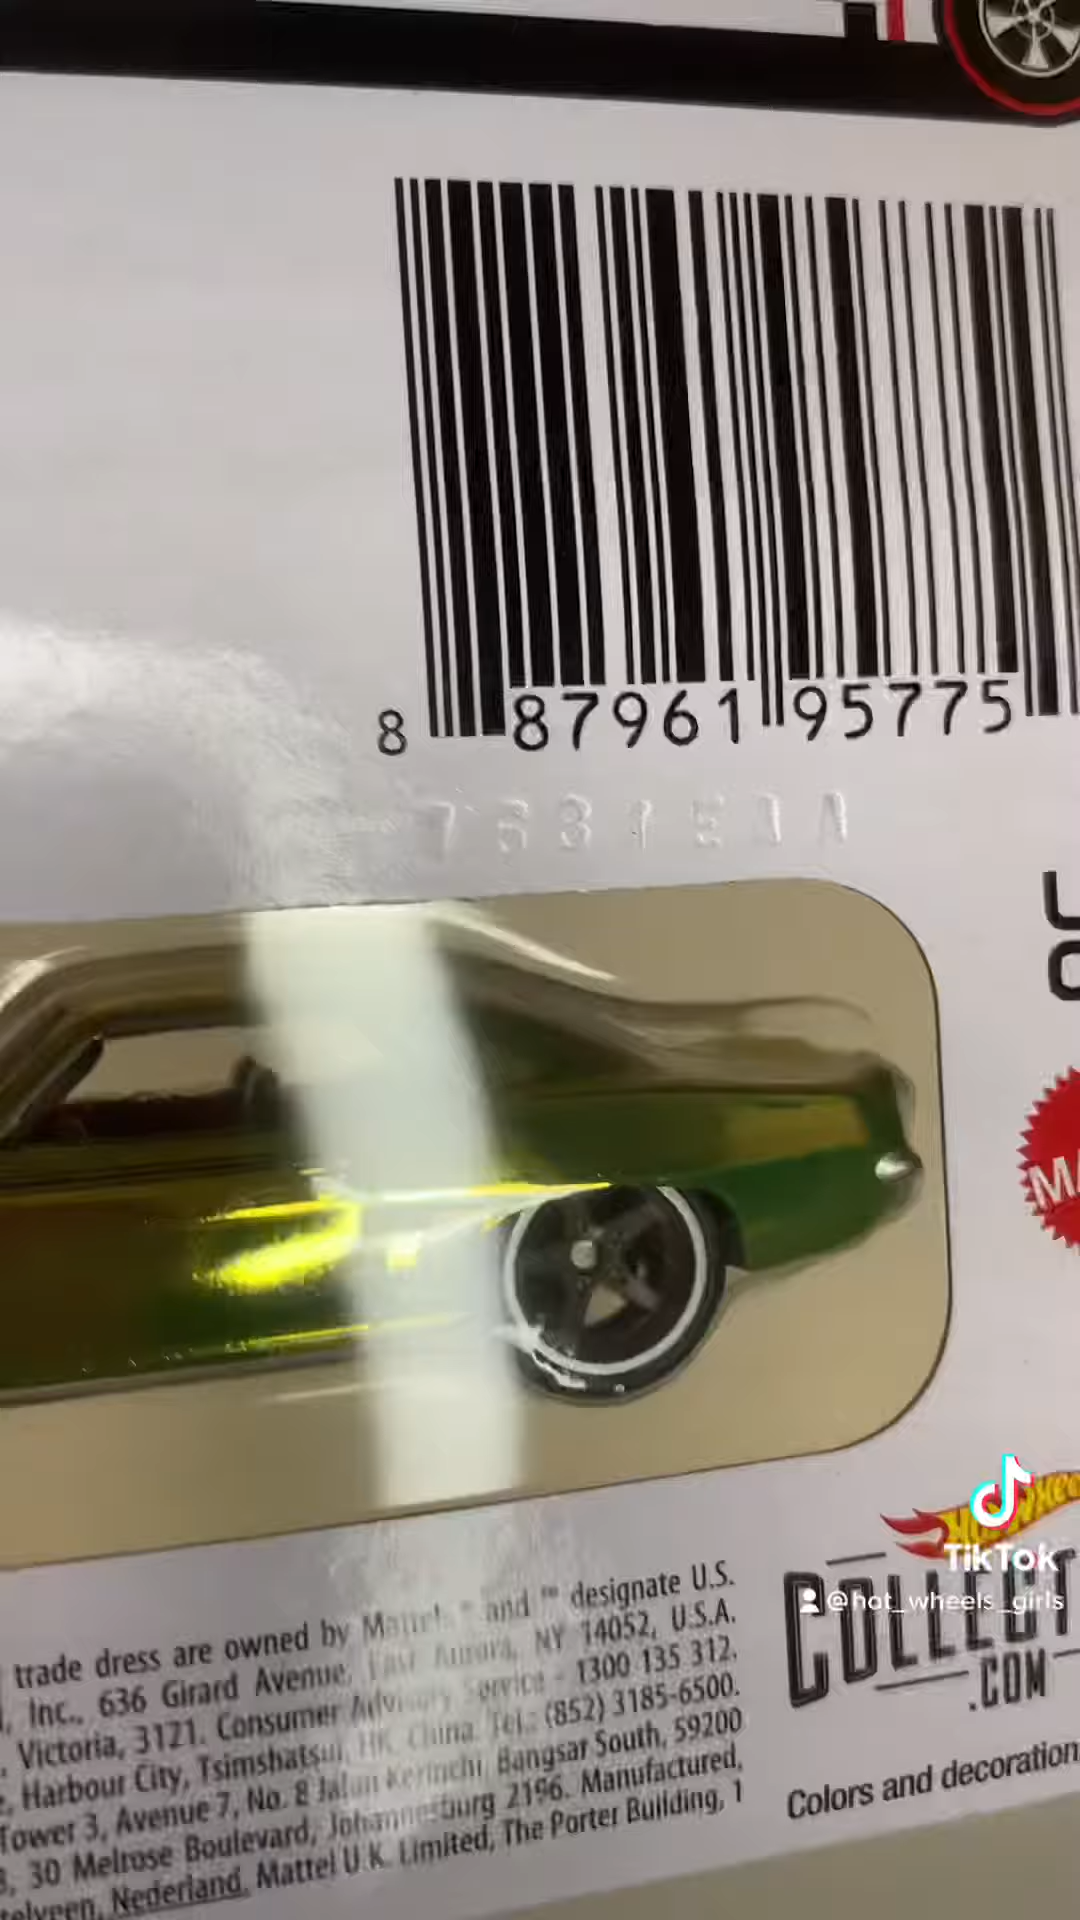 8 87961 95775
MA
TikTok
@hot_wheels_girls
COLLECT
.COM
Colors and decoration
trade dress are owned by Mattel. ™ and ™ designate U.S.
Inc., 636 Girard Avenue, East Aurora, NY 14052, U.S.A.
Victoria, 3121. Consumer Advisory Service - 1300 135 312.
Harbour City, Tsimshatsui, HK, China. Tel.: (852) 3185-6500.
Tower 3, Avenue 7, No. 8 Jalan Kerinchi, Bangsar South, 59200
30 Melrose Boulevard, Johannesburg 2196. Manufactured,
Nederland. Mattel U.K. Limited, The Porter Building, 1